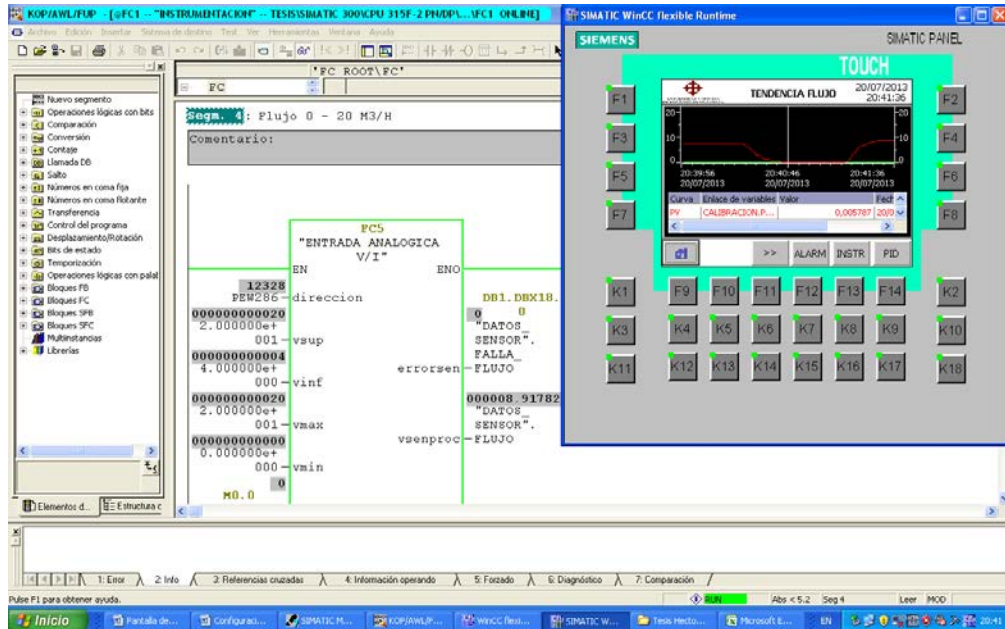 KOP/AWL/FUP - [@FC1 -- "INSTRUMENTACION" -- TESIS\SIMATIC 300\CPU 315F-2 PN/DP\...\FC1 ONLINE]
Archivo Edición Insertar Sistema de destino Test Ver Herramientas Ventana Ayuda
"FC ROOT\FC"
FC
Nuevo segmento
Operaciones lógicas con bits
Comparación
Conversión
Contaje
Llamada DB
Salto
Números en coma fija
Números en coma flotante
Transferencia
Control del programa
Desplazamiento/Rotación
Bits de estado
Temporización
Operaciones lógicas con palal
Bloques FB
Bloques FC
Bloques SFB
Bloques SFC
Multiinstancias
Librerías
Elementos d...
Estructura c
Segm. 4: Flujo 0 - 20 M3/H
Comentario:
FC5
"ENTRADA ANALOGICA
V/I"
EN ENO
12328
PEW286 direccion
DB1.DBX18.
000000000020
0 0
2.000000e+
"DATOS_
001 vsup
SENSOR".
FALLA_
000000000004
4.000000e+
errorsen FLUJO
000 vinf
000000000020
000008.91782
2.000000e+
"DATOS_
001 vmax
SENSOR".
000000000000
vsenproc FLUJO
0.000000e+
000 vmin
0
M0.0
SIMATIC WinCC flexible Runtime
SIEMENS
SIMATIC PANEL
TOUCH
F1
F2
F3
F4
F5
F6
F7
F8
TENDENCIA FLUJO
20/07/2013
20:41:36
20
20
10
10
0
0
20:39:56 20:40:46 20:41:36
20/07/2013 20/07/2013 20/07/2013
Curva Enlace de variables Valor Fech
PV CALIBRACION.P... 0,005787 20/0
>> ALARM INSTR PID
K1 F9 F10 F11 F12 F13 F14 K2
K3 K4 K5 K6 K7 K8 K9 K10
K11 K12 K13 K14 K15 K16 K17 K18
1: Error 2: Info 3: Referencias cruzadas 4: Información operando 5: Forzado 6: Diagnóstico 7: Comparación
Pulse F1 para obtener ayuda.
RUN
Abs < 5.2
Seg 4
Leer
MOD
Inicio
Pantalla de...
Configuraci...
SIMATIC M...
KOP/AWL/F...
WinCC flexi...
SIMATIC W...
Tesis Hecto...
Microsoft E...
EN